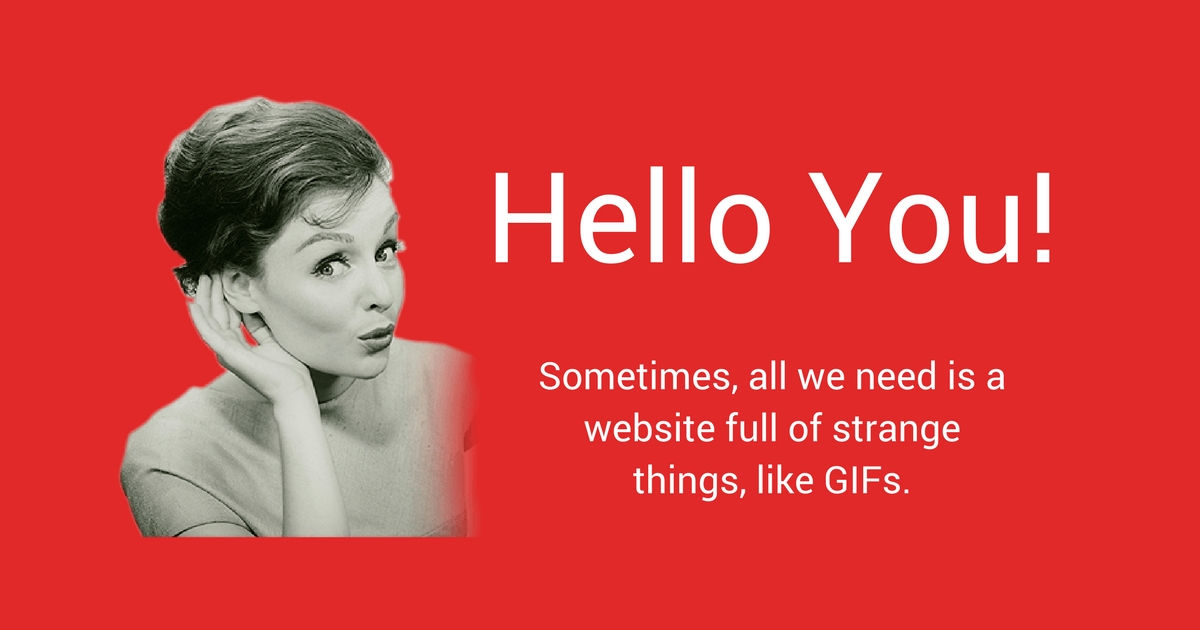 Hello You!
Sometimes, all we need is a
website full of strange
things, like GIFs.